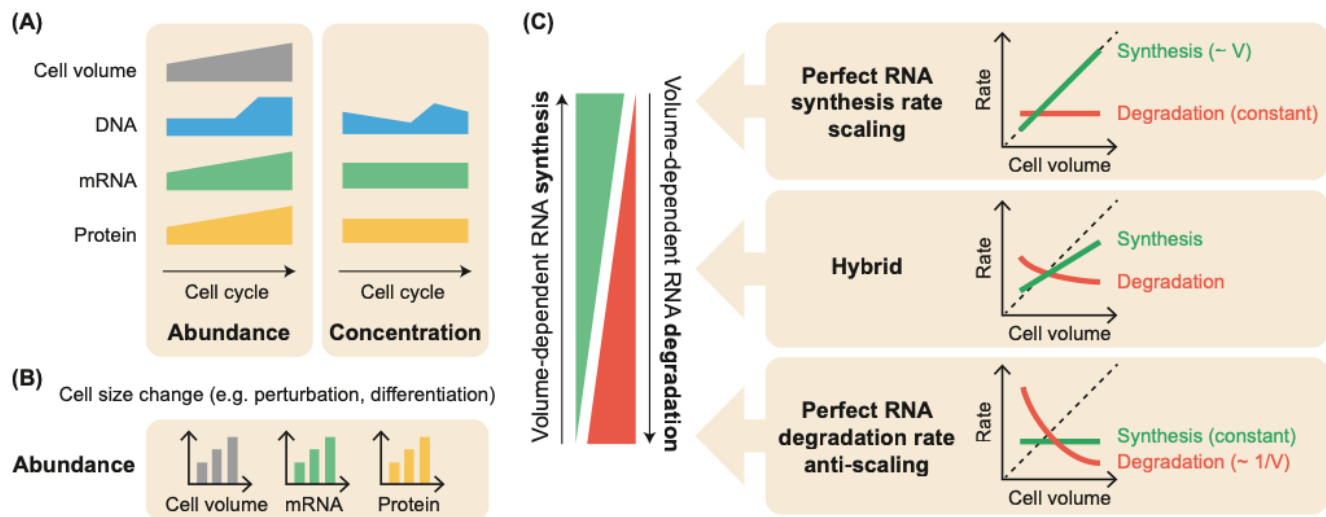 (A)
Cell volume
DNA
mRNA
Protein
Cell cycle
Abundance
Cell cycle
Concentration
(B)
Cell size change (e.g. perturbation, differentiation)
Abundance
Cell volume
mRNA
Protein
(C)
Volume-dependent RNA synthesis
Volume-dependent RNA degradation
Perfect RNA
synthesis rate
scaling
Rate
Synthesis (~ V)
Degradation (constant)
Cell volume
Hybrid
Rate
Synthesis
Degradation
Cell volume
Perfect RNA
degradation rate
anti-scaling
Rate
Synthesis (constant)
Degradation (~ 1/V)
Cell volume